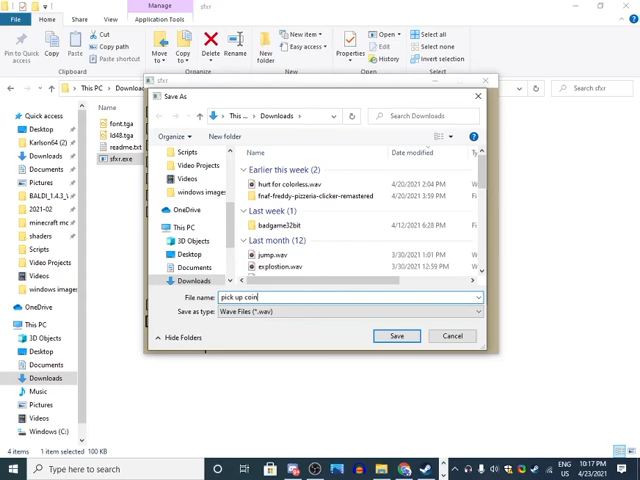 Manage
sfxr
File
Home
Share
View
Application Tools
Pin to Quick access
Copy
Paste
Cut
Copy path
Paste shortcut
Move to
Copy to
Delete
Rename
New folder
New item
Easy access
Properties
Open
Edit
History
Select all
Select none
Invert selection
Clipboard
Organize
New
This PC
Search sfxr
Quick access
Desktop
Karlson64 (2)
Downloads
Documents
Pictures
2021-02
minecraft mo
shaders
Scripts
Videos
windows images
OneDrive
This PC
3D Objects
Desktop
Documents
Downloads
Music
Pictures
Videos
Windows (C:)
Name
font.tga
ld48.tga
readme.txt
sfxr.exe
4 items
1 item selected 100 KB
sfxr
Save As
This ...
Downloads
Search Downloads
Organize
New folder
Scripts
Video Projects
Videos
windows images
OneDrive
This PC
3D Objects
Desktop
Documents
Downloads
Name
Date modified
Earlier this week (2)
hurt for colorless.wav
4/20/2021 2:04 PM
fnaf-freddy-pizzeria-clicker-remastered
4/20/2021 3:59 PM
Last week (1)
badgame32bit
4/12/2021 6:28 PM
Last month (12)
jump.wav
3/30/2021 1:01 PM
explostion.wav
3/30/2021 12:59 PM
File name:
pick up coin
Save as type:
Wave Files (*.wav)
Hide Folders
Save
Cancel
Type here to search
ENG
US
10:17 PM
4/23/2021